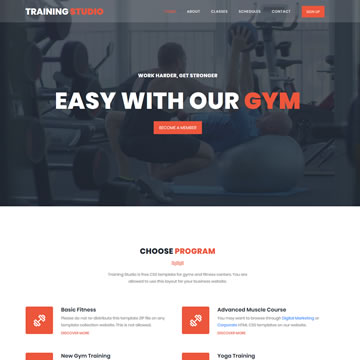 TRAINING STUDIO
HOME ABOUT CLASSES SCHEDULES CONTACT SIGN UP
WORK HARDER, GET STRONGER
EASY WITH OUR GYM
BECOME A MEMBER
CHOOSE PROGRAM
Training Studio is free CSS template for gyms and fitness centers. You are
allowed to use this layout for your business website.
Basic Fitness
Please do not re-distribute this template ZIP file on any
template collection website. This is not allowed.
DISCOVER MORE
Advanced Muscle Course
You may want to browse through Digital Marketing or
Corporate HTML CSS templates on our website.
DISCOVER MORE
New Gym Training
Yoga Training